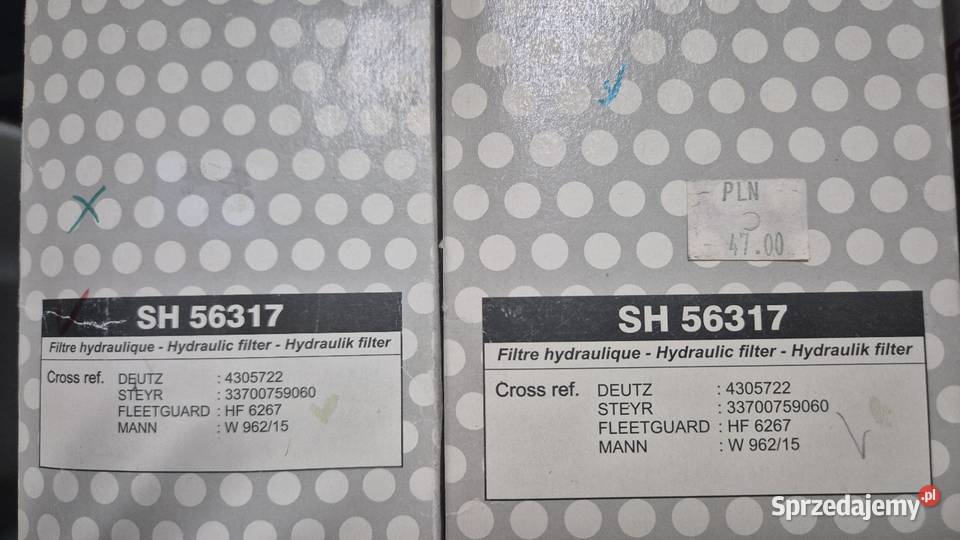 SH 56317
Filtre hydraulique - Hydraulic filter - Hydraulik filter
Cross ref. DEUTZ : 4305722
STEYR : 33700759060
FLEETGUARD : HF 6267
MANN : W 962/15
PLN
47.00
SH 56317
Filtre hydraulique - Hydraulic filter - Hydraulik filter
Cross ref. DEUTZ : 4305722
STEYR : 33700759060
FLEETGUARD : HF 6267
MANN : W 962/15
Sprzedajemy.pl